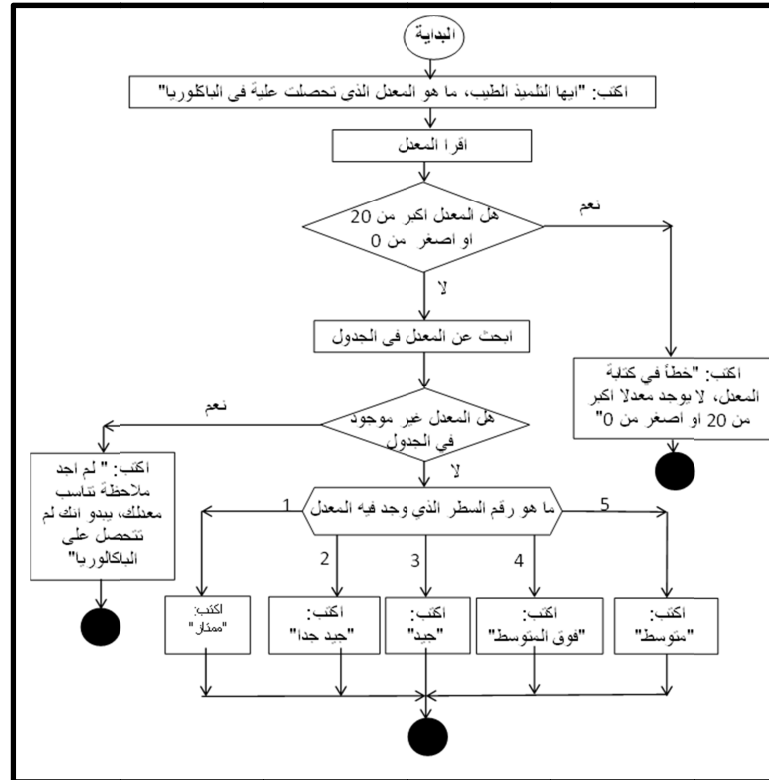 البداية
اكتب: "ايها التلميذ الطيب، ما هو المعدل الذي تحصلت علية في الباكلوريا"
اقرا المعدل
هل المعدل اكبر من 20
او اصغر من 0
نعم
لا
ابحث عن المعدل في الجدول
اكتب: "خطأ في كتابة
المعدل، لا يوجد معدلا اكبر
من 20 او اصغر من 0"
هل المعدل غير موجود
في الجدول
نعم
لا
اكتب: " لم اجد
ملاحظة تناسب
معدلك، يبدو انك لم
تتحصل على
الباكالوريا"
ما هو رقم السطر الذي وجد فيه المعدل
1
2
3
4
5
اكتب:
"ممتاز"
اكتب:
"جيد جدا"
اكتب:
"جيد"
اكتب:
"فوق المتوسط"
اكتب:
"متوسط"